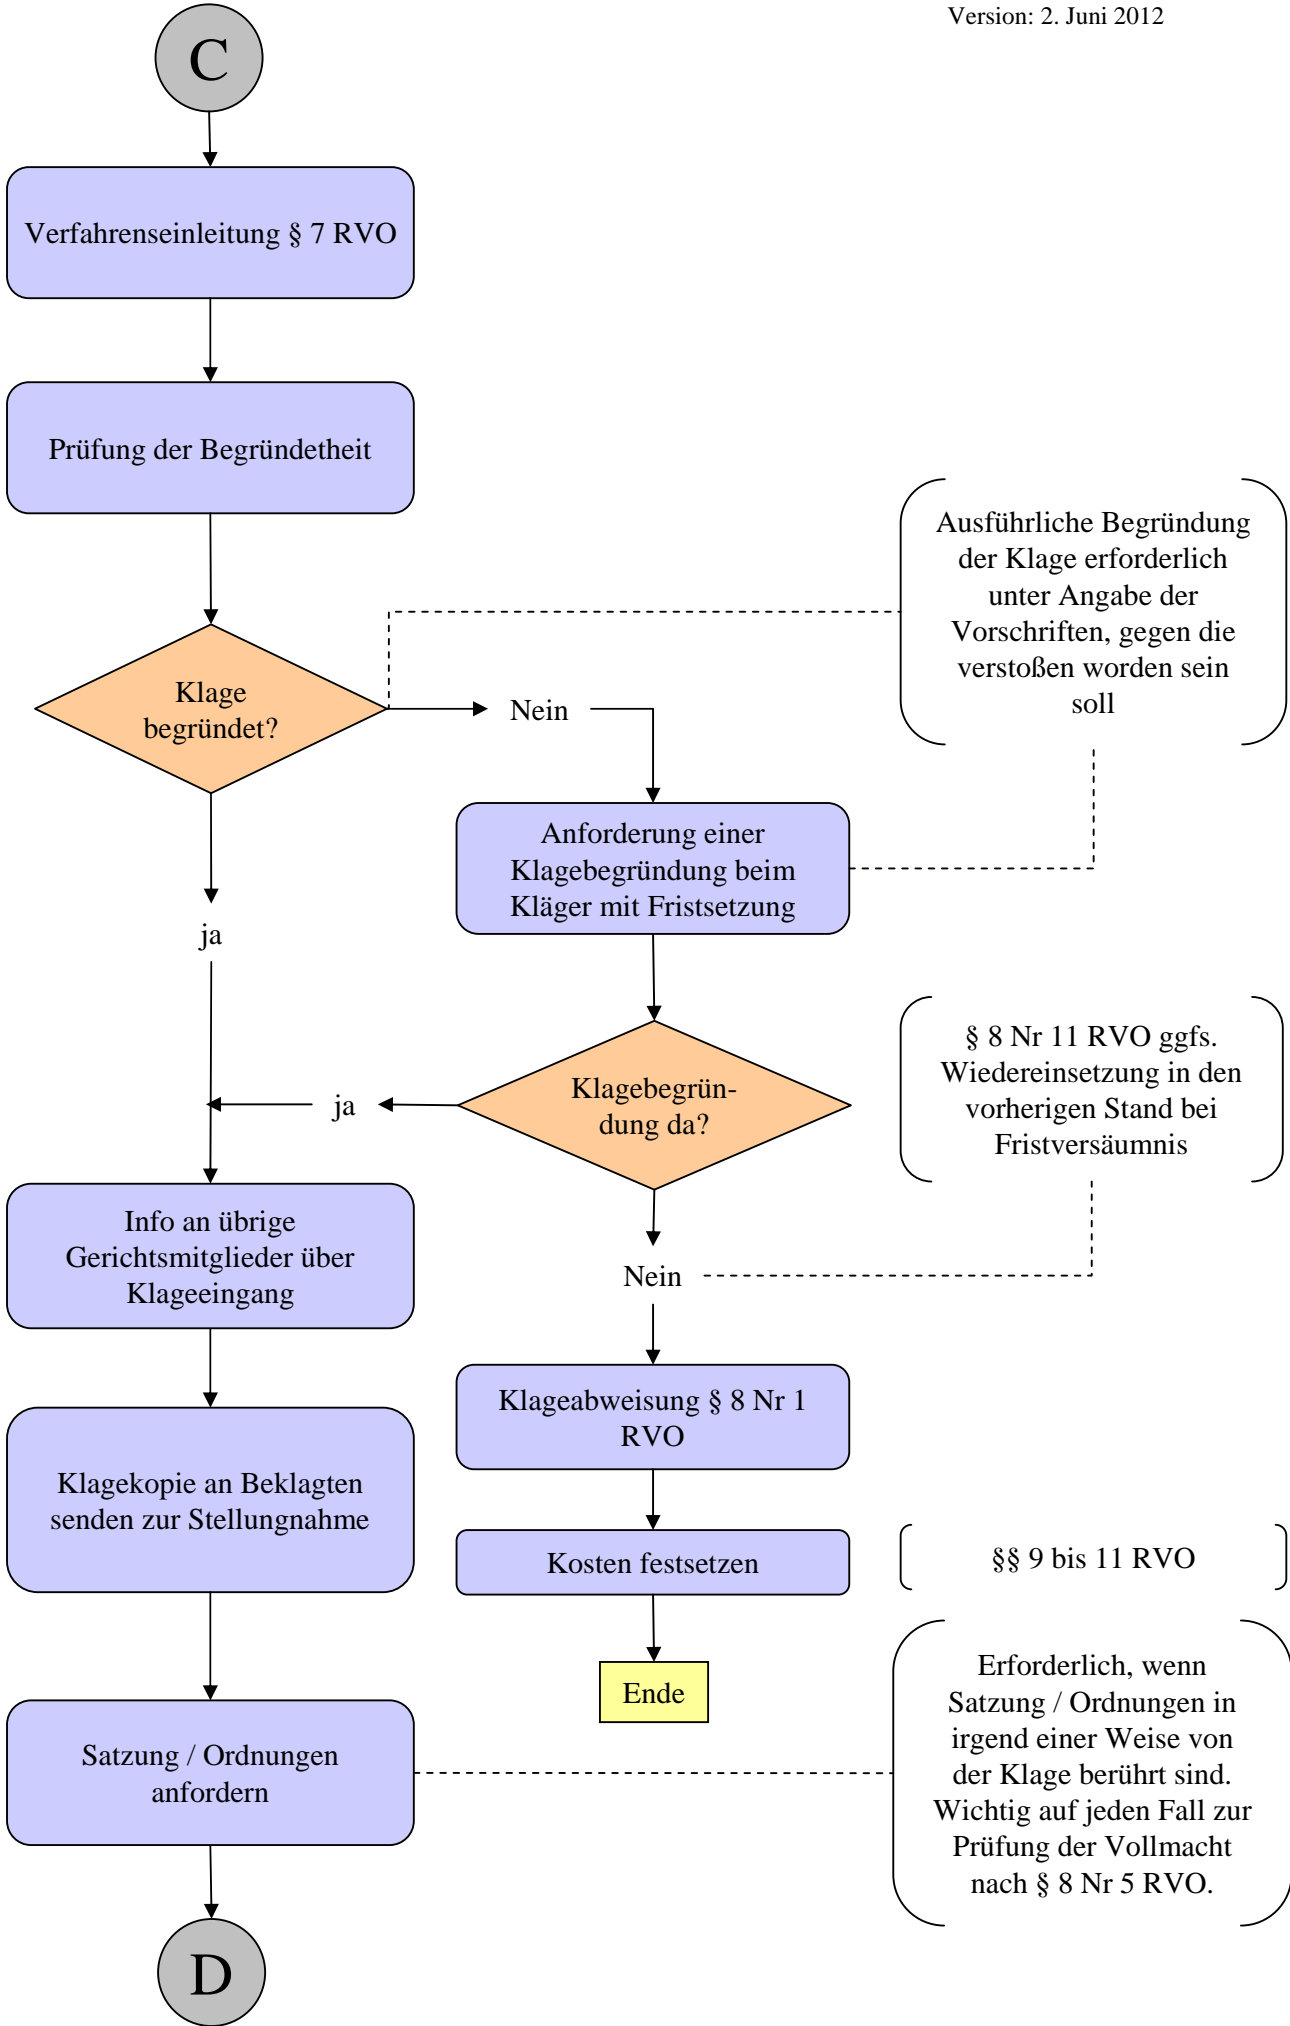 Version: 2. Juni 2012
C
Verfahrenseinleitung § 7 RVO
Prüfung der Begründetheit
Ausführliche Begründung
der Klage erforderlich
unter Angabe der
Vorschriften, gegen die
verstoßen worden sein
soll
Klage
begründet?
Nein
Anforderung einer
Klagebegründung beim
Kläger mit Fristsetzung
ja
§ 8 Nr 11 RVO ggfs.
Wiedereinsetzung in den
vorherigen Stand bei
Fristversäumnis
Klagebegrün-
dung da?
ja
Info an übrige
Gerichtsmitglieder über
Klageeingang
Nein
Klageabweisung § 8 Nr 1
RVO
Klagekopie an Beklagten
senden zur Stellungnahme
Kosten festsetzen
§§ 9 bis 11 RVO
Ende
Erforderlich, wenn
Satzung / Ordnungen in
irgend einer Weise von
der Klage berührt sind.
Wichtig auf jeden Fall zur
Prüfung der Vollmacht
nach § 8 Nr 5 RVO.
Satzung / Ordnungen
anfordern
D